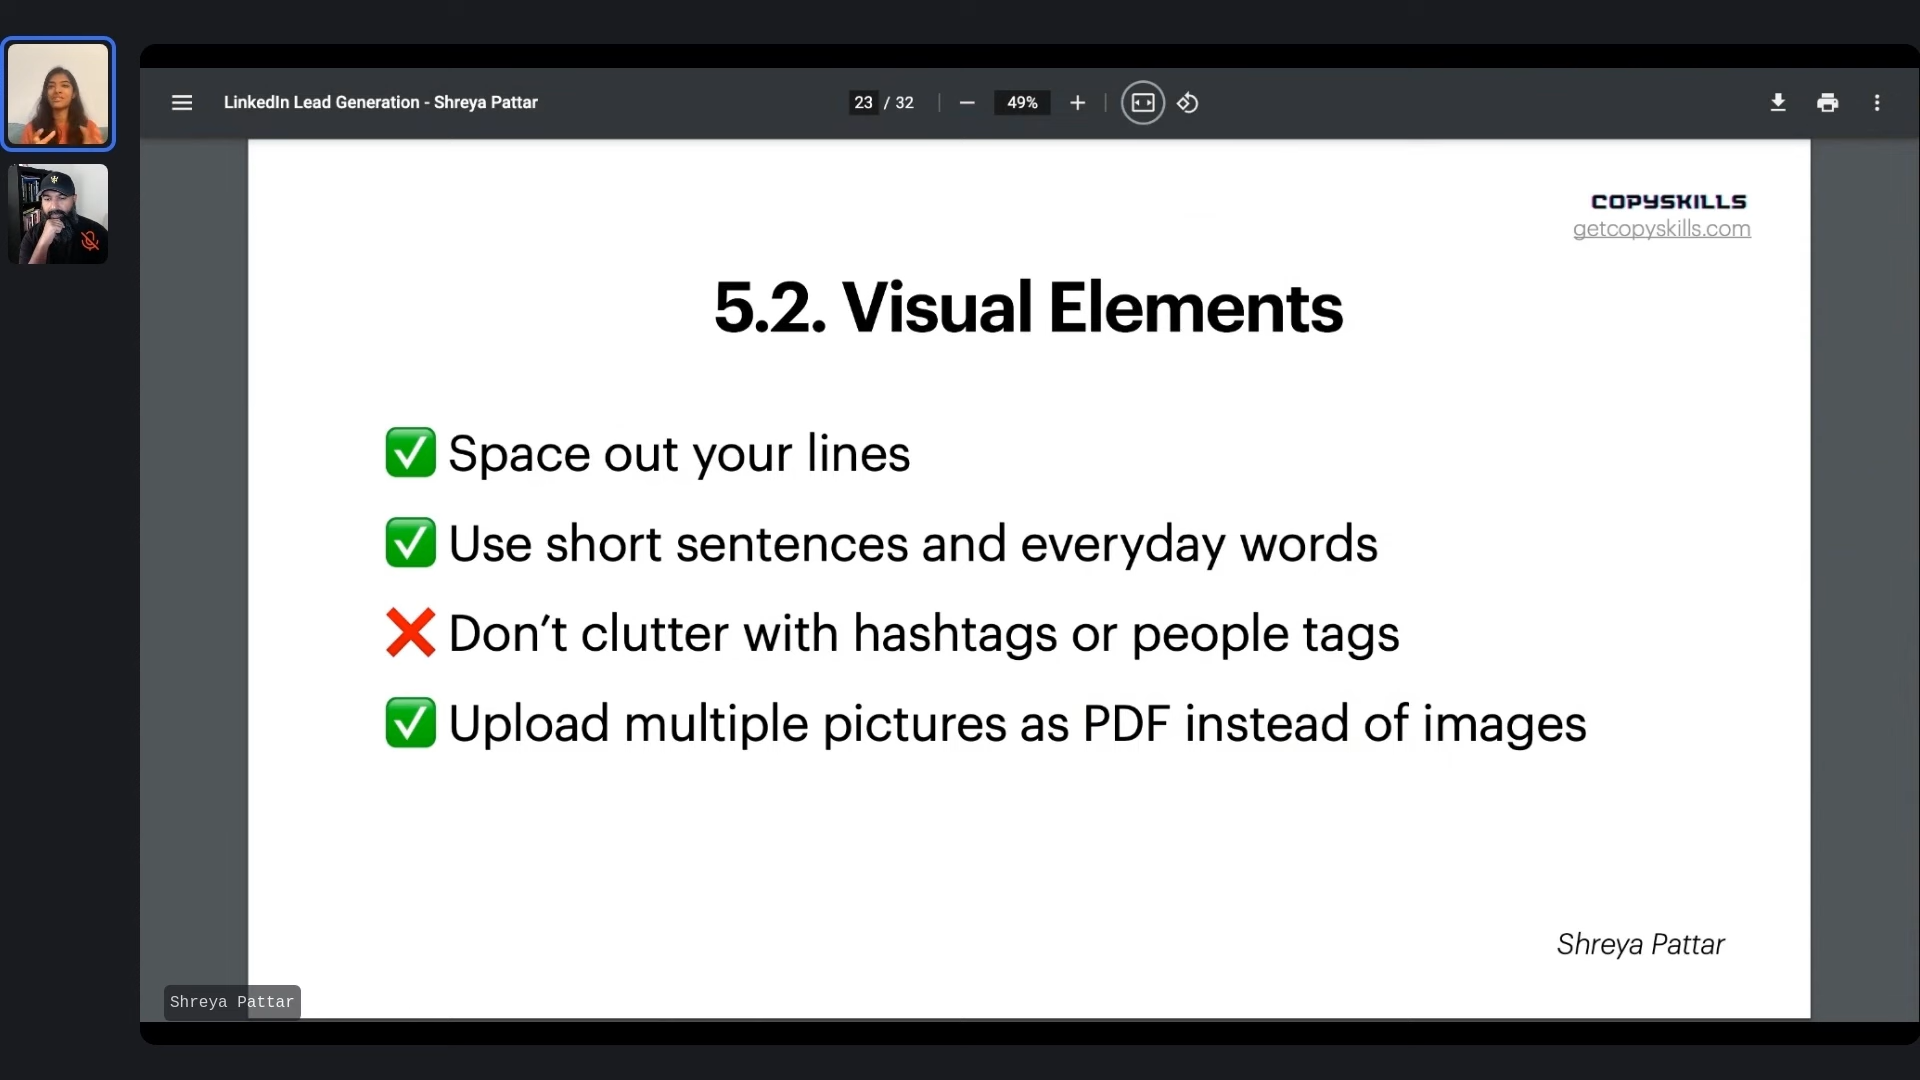 LinkedIn Lead Generation - Shreya Pattar
23 / 32
49%
COPYSKILLS
getcopyskills.com
5.2. Visual Elements
✅ Space out your lines
✅ Use short sentences and everyday words
❌ Don’t clutter with hashtags or people tags
✅ Upload multiple pictures as PDF instead of images
Shreya Pattar
Shreya Pattar